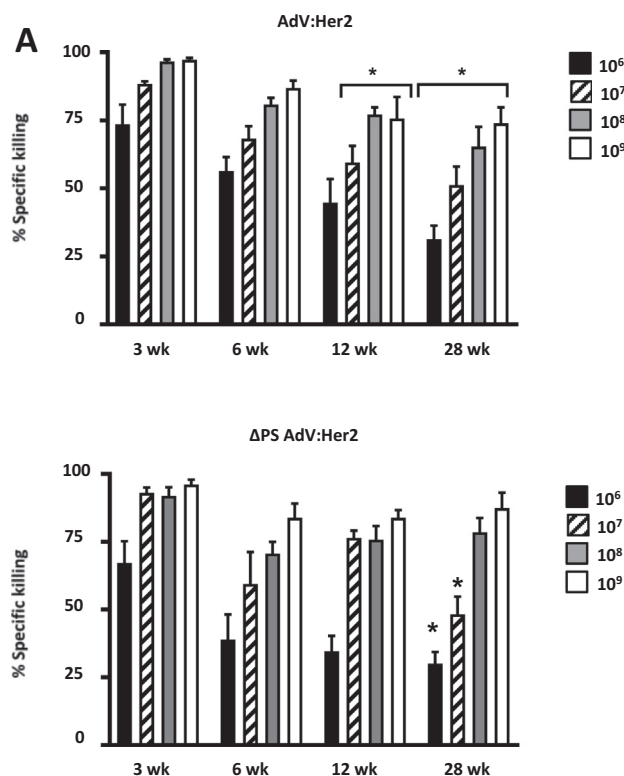 A
AdV:Her2
% Specific killing
100
75
50
25
0
* *
3 wk 6 wk 12 wk 28 wk
10⁶
10⁷
10⁸
10⁹
ΔPS AdV:Her2
% Specific killing
100
75
50
25
0
* *
3 wk 6 wk 12 wk 28 wk
10⁶
10⁷
10⁸
10⁹